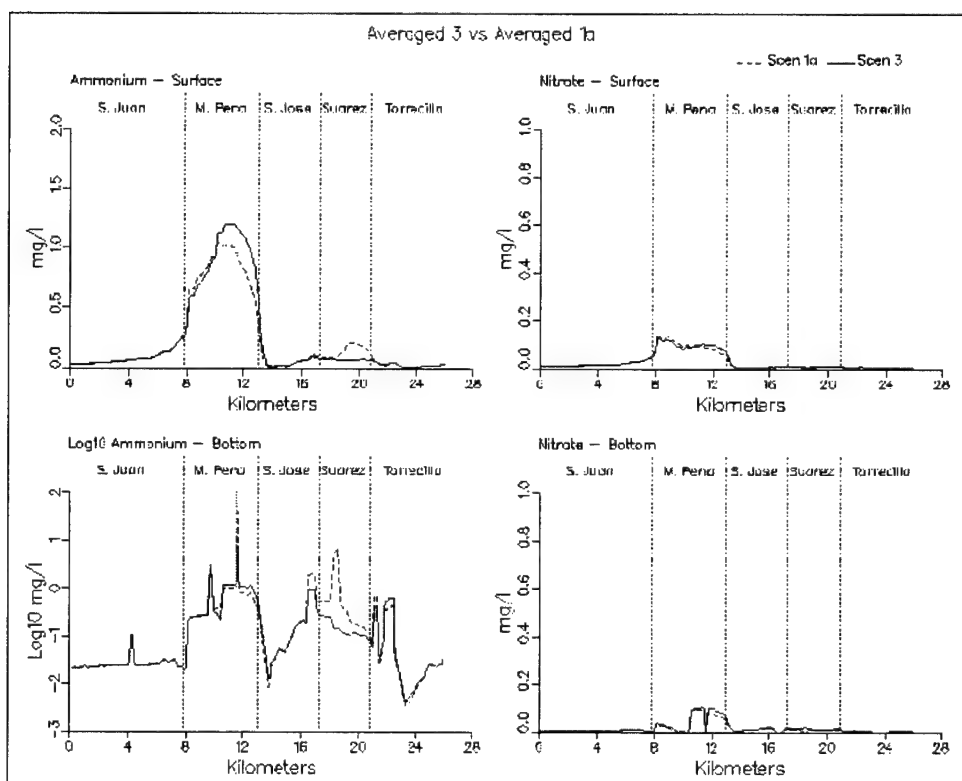 Averaged 3 vs Averaged 1a
Scen 1a Scen 3
Ammonium – Surface
S. Juan M. Pena S. Jose Suarez Torrecilla
2.0
1.5
1.0
0.5
0.0
mg/l
0 4 8 12 16 20 24 28
Kilometers
Nitrate – Surface
S. Juan M. Pena S. Jose Suarez Torrecilla
1.0
0.8
0.6
0.4
0.2
0.0
mg/l
0 4 8 12 16 20 24 28
Kilometers
Log10 Ammonium – Bottom
S. Juan M. Pena S. Jose Suarez Torrecilla
2
1
0
-1
-2
-3
Log10 mg/l
0 4 8 12 16 20 24 28
Kilometers
Nitrate – Bottom
S. Juan M. Pena S. Jose Suarez Torrecilla
1.0
0.8
0.6
0.4
0.2
0.0
mg/l
0 4 8 12 16 20 24 28
Kilometers